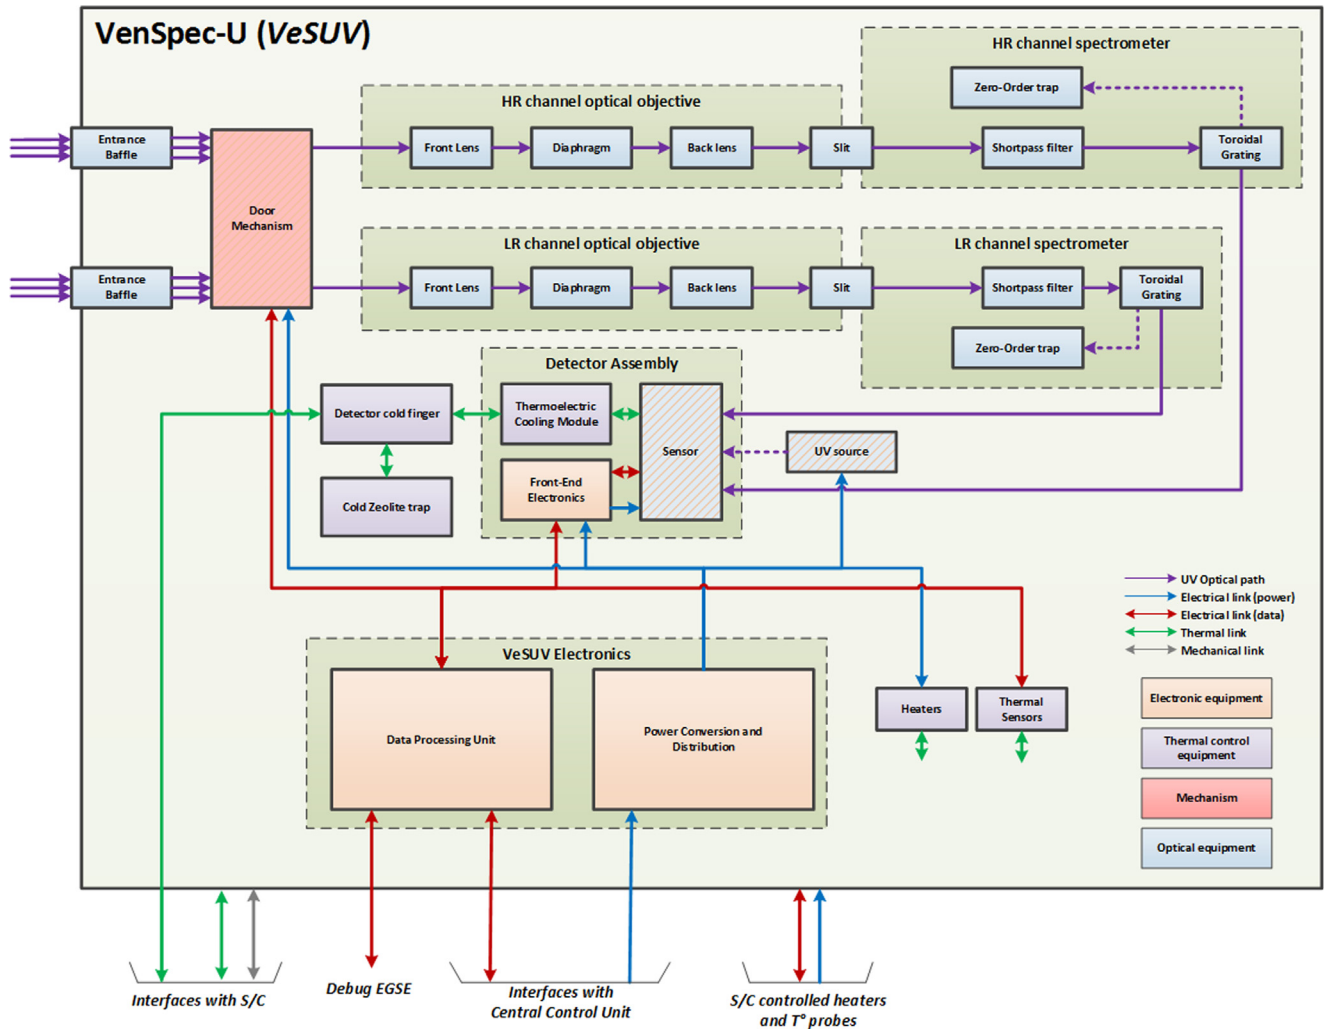 VenSpec-U (VeSUV)
HR channel spectrometer
Zero-Order trap
HR channel optical objective
Entrance
Baffle
Front Lens
Diaphragm
Back lens
Slit
Shortpass filter
Toroidal
Grating
Door
Mechanism
LR channel optical objective
LR channel spectrometer
Entrance
Baffle
Front Lens
Diaphragm
Back lens
Slit
Shortpass filter
Toroidal
Grating
Zero-Order trap
Detector Assembly
Detector cold finger
Thermoelectric
Cooling Module
Sensor
UV source
Front-End
Electronics
Cold Zeolite trap
UV Optical path
Electrical link (power)
Electrical link (data)
Thermal link
Mechanical link
VeSUV Electronics
Data Processing Unit
Power Conversion and
Distribution
Heaters
Thermal
Sensors
Electronic equipment
Thermal control
equipment
Mechanism
Optical equipment
Interfaces with S/C
Debug EGSE
Interfaces with
Central Control Unit
S/C controlled heaters
and T° probes